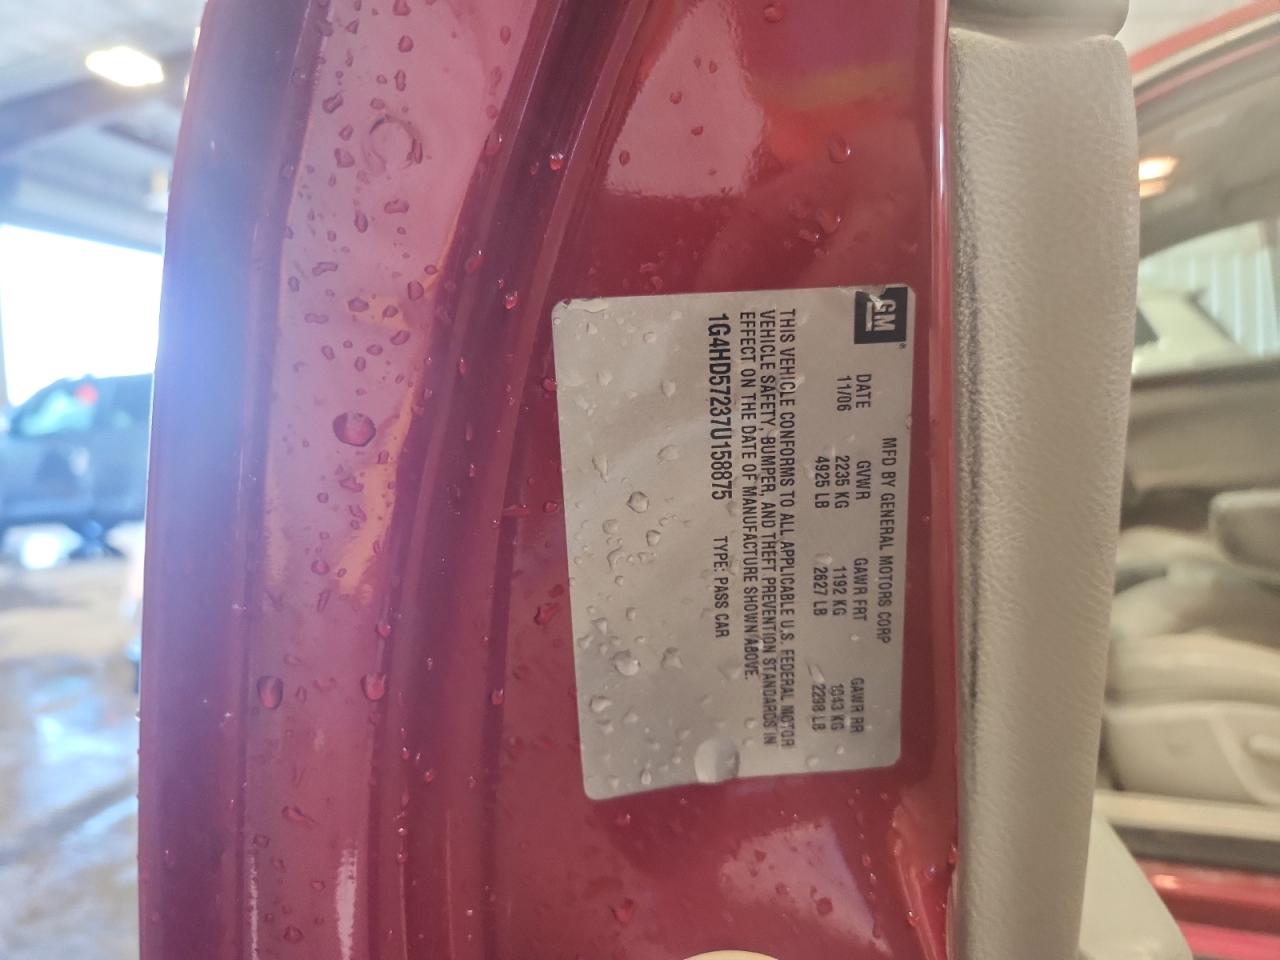 GM
MFD BY GENERAL MOTORS CORP
DATE GVWR GAWR FRT GAWR RR
11/06 2235 KG 1192 KG 1043 KG
4925 LB 2627 LB 2298 LB
THIS VEHICLE CONFORMS TO ALL APPLICABLE U.S. FEDERAL MOTOR
VEHICLE SAFETY, BUMPER, AND THEFT PREVENTION STANDARDS IN
EFFECT ON THE DATE OF MANUFACTURE SHOWN ABOVE.
1G4HD57237U158875 TYPE: PASS CAR